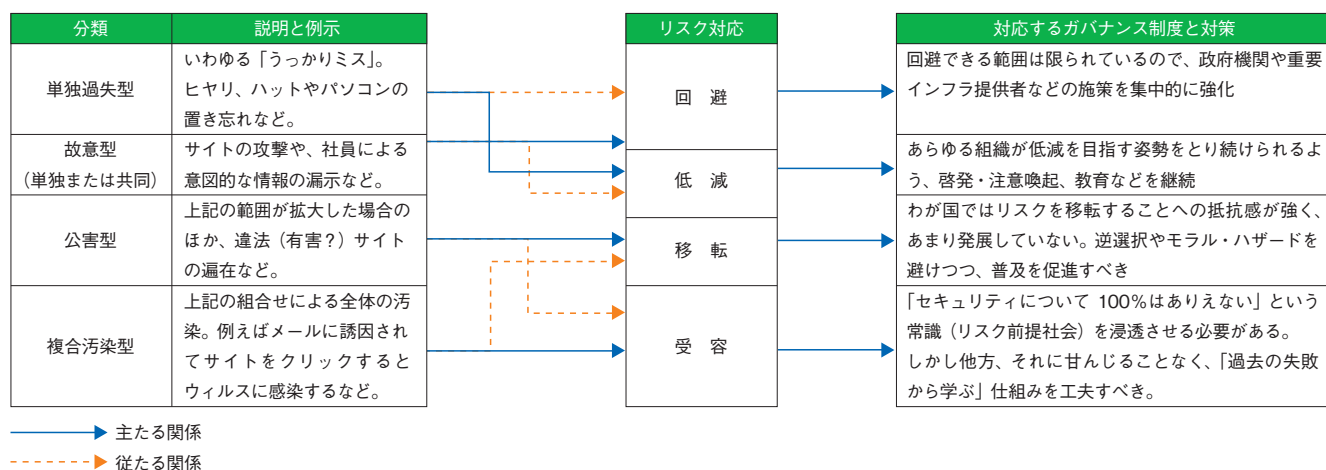 分類
説明と例示
単独過失型
いわゆる「うっかりミス」。
ヒヤリ、ハットやパソコンの
置き忘れなど。
故意型
(単独または共同)
サイトの攻撃や、社員による
意図的な情報の漏示など。
公害型
上記の範囲が拡大した場合の
ほか、違法(有害?)サイト
の遍在など。
複合汚染型
上記の組合せによる全体の汚
染。例えばメールに誘因され
てサイトをクリックすると
ウィルスに感染するなど。
リスク対応
回 避
低 減
移 転
受 容
対応するガバナンス制度と対策
回避できる範囲は限られているので、政府機関や重要
インフラ提供者などの施策を集中的に強化
あらゆる組織が低減を目指す姿勢をとり続けられるよ
う、啓発・注意喚起、教育などを継続
わが国ではリスクを移転することへの抵抗感が強く、
あまり発展していない。逆選択やモラル・ハザードを
避けつつ、普及を促進すべき
「セキュリティについて 100%はありえない」という
常識(リスク前提社会)を浸透させる必要がある。
しかし他方、それに甘んじることなく、「過去の失敗
から学ぶ」仕組みを工夫すべき。
主たる関係
従たる関係